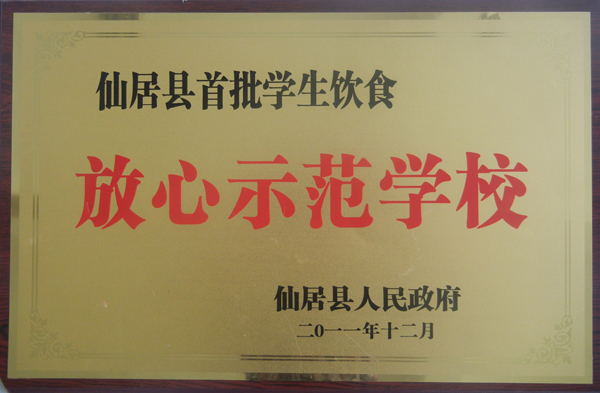 仙居县首批学生饮食
放心示范学校
仙居县人民政府
二0一一年十二月